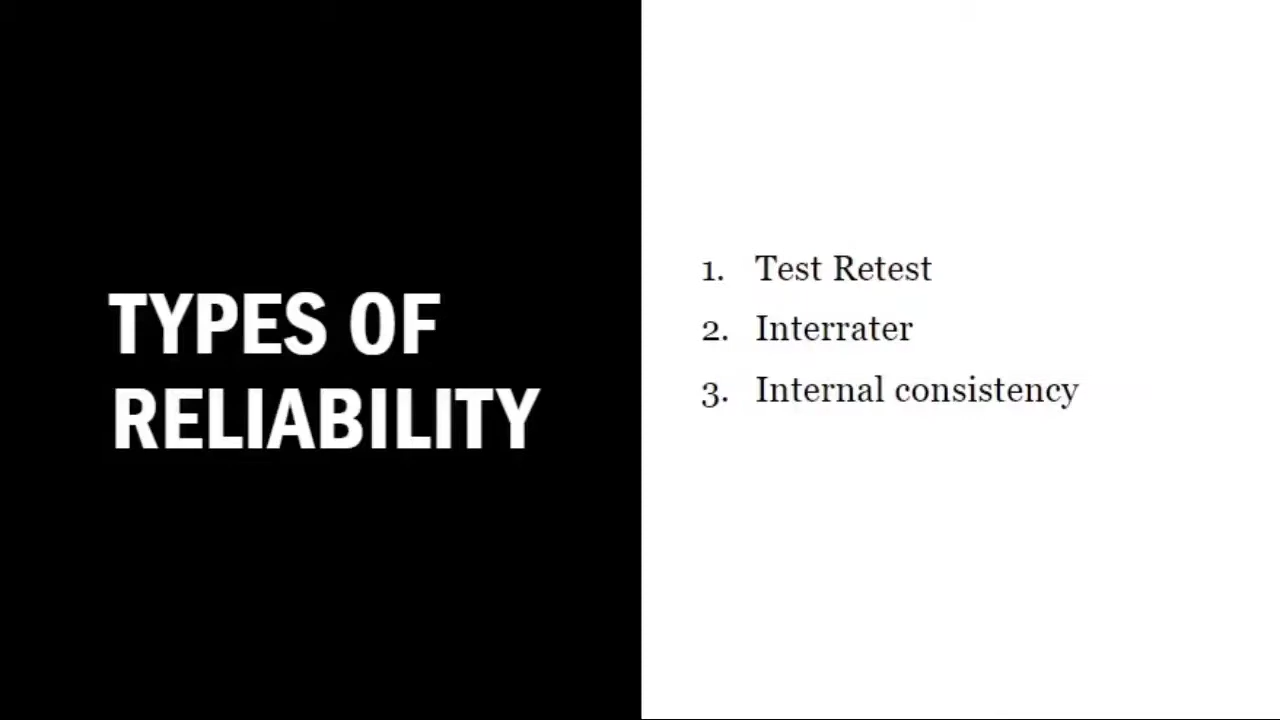 TYPES OF
RELIABILITY
1. Test Retest
2. Interrater
3. Internal consistency